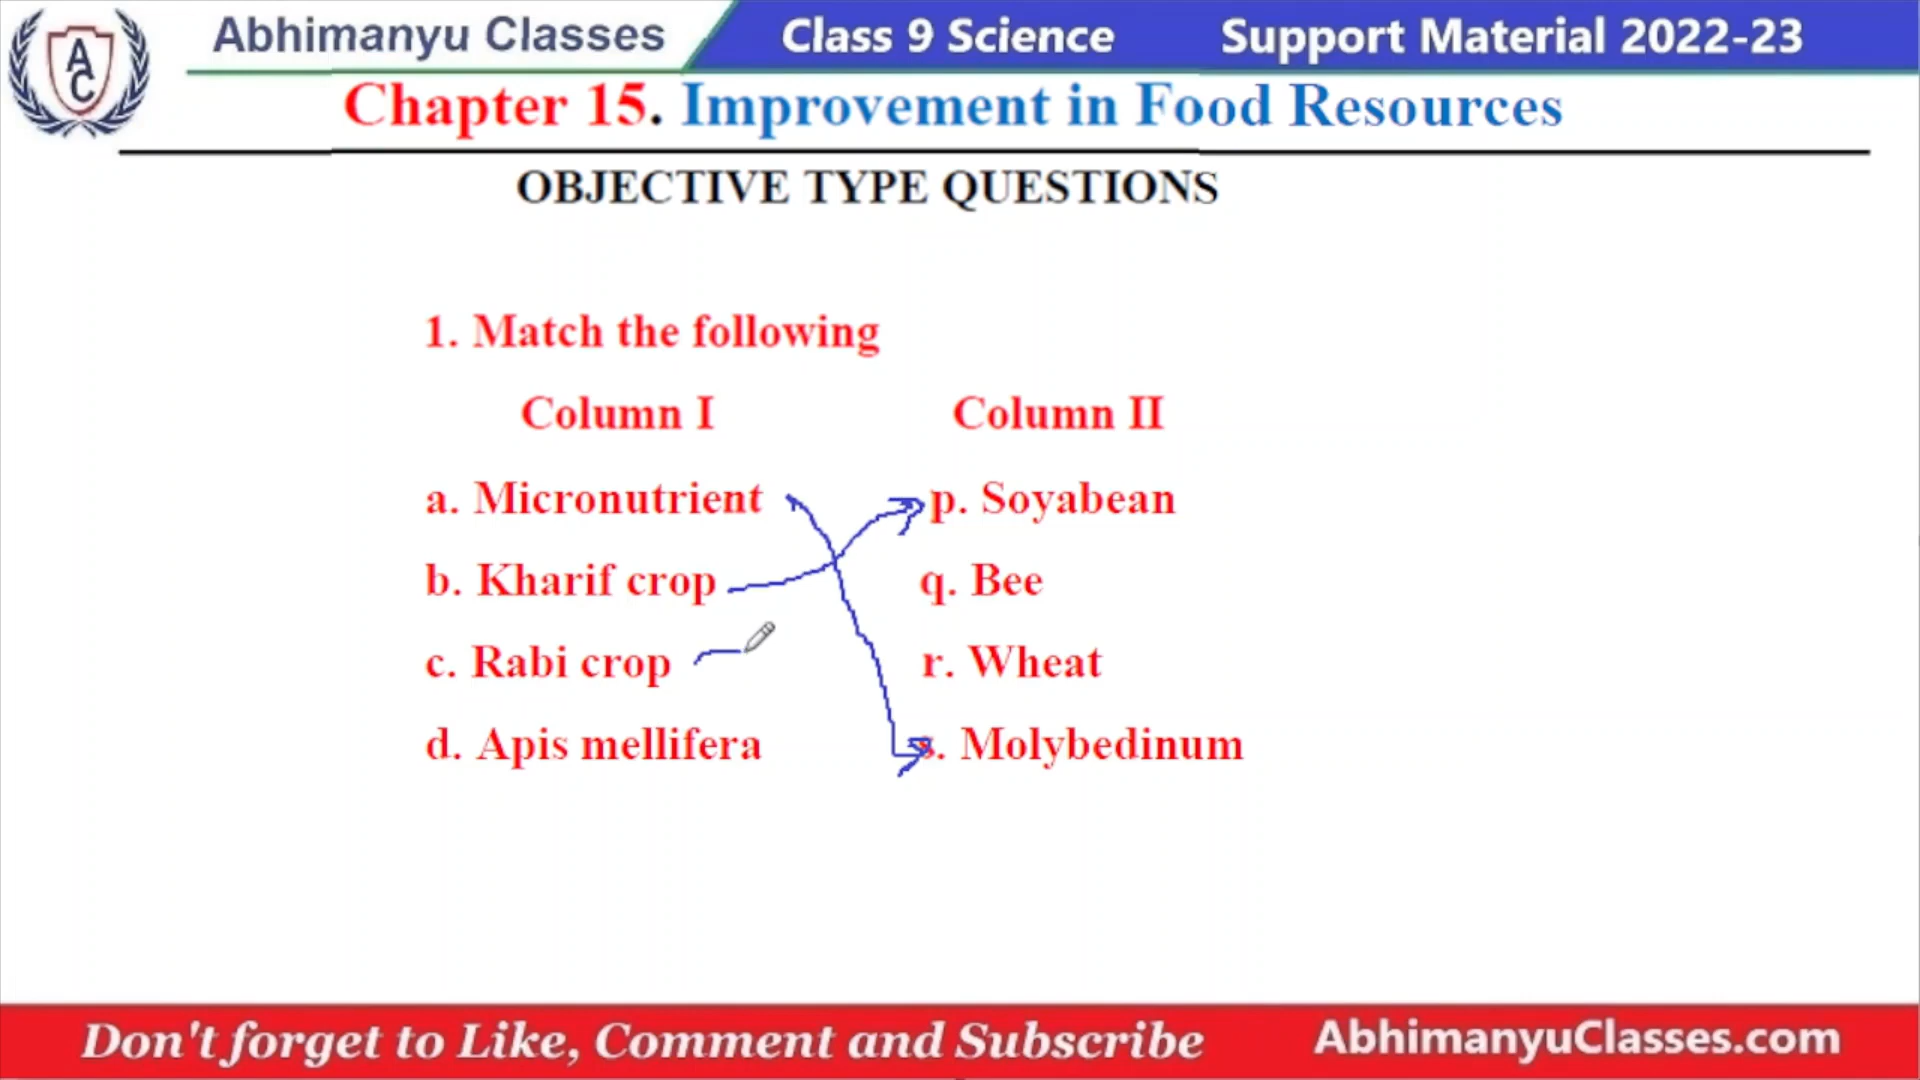 AC
Abhimanyu Classes Class 9 Science Support Material 2022-23
Chapter 15. Improvement in Food Resources
OBJECTIVE TYPE QUESTIONS
1. Match the following
Column I Column II
a. Micronutrient p. Soyabean
b. Kharif crop q. Bee
c. Rabi crop r. Wheat
d. Apis mellifera s. Molybedinum
Don't forget to Like, Comment and Subscribe AbhimanyuClasses.com